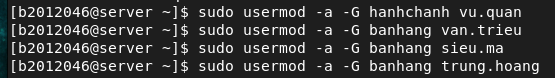 [b2012046@server ~]$ sudo usermod -a -G hanhchanh vu.quan
[b2012046@server ~]$ sudo usermod -a -G banhang van.trieu
[b2012046@server ~]$ sudo usermod -a -G banhang sieu.ma
[b2012046@server ~]$ sudo usermod -a -G banhang trung.hoang